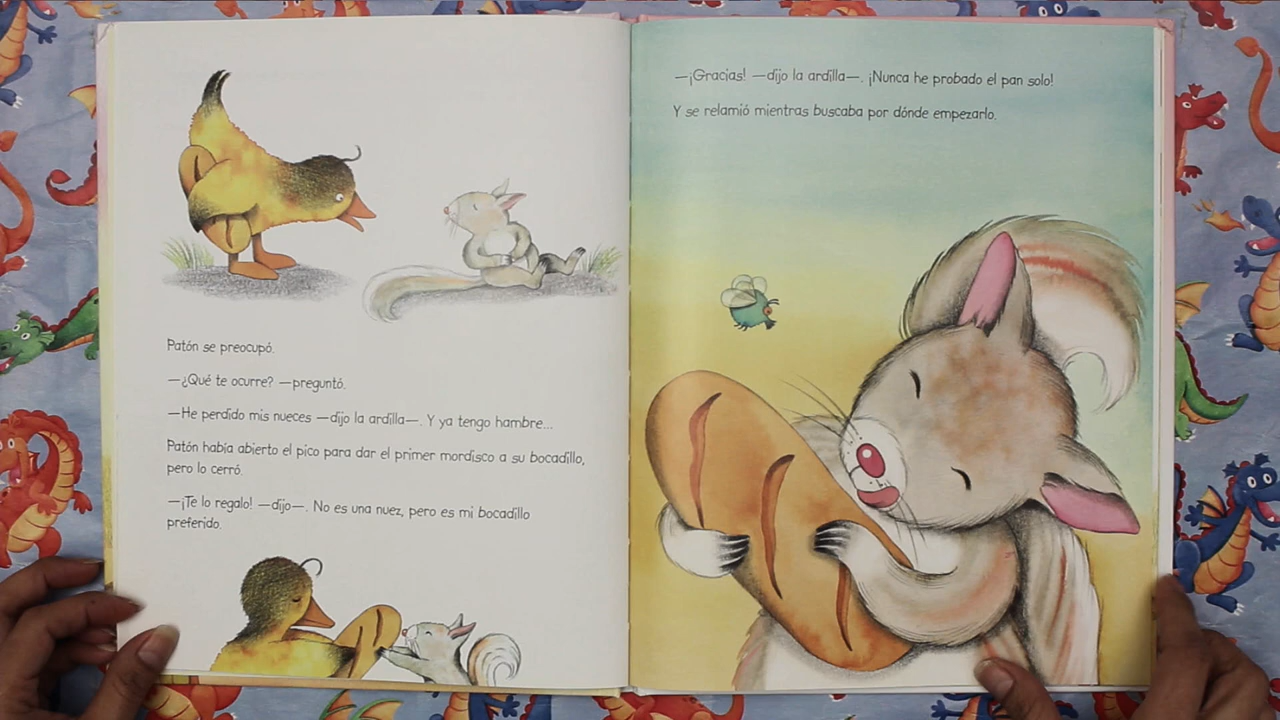 Patón se preocupó.
—¿Qué te ocurre? —preguntó.
—He perdido mis nueces —dijo la ardilla—. Y ya tengo hambre...
Patón había abierto el pico para dar el primer mordisco a su bocadillo,
pero lo cerró.
—¡Te lo regalo! —dijo—. No es una nuez, pero es mi bocadillo
preferido.
—¡Gracias! —dijo la ardilla—. ¡Nunca he probado el pan solo!
Y se relamió mientras buscaba por dónde empezarlo.